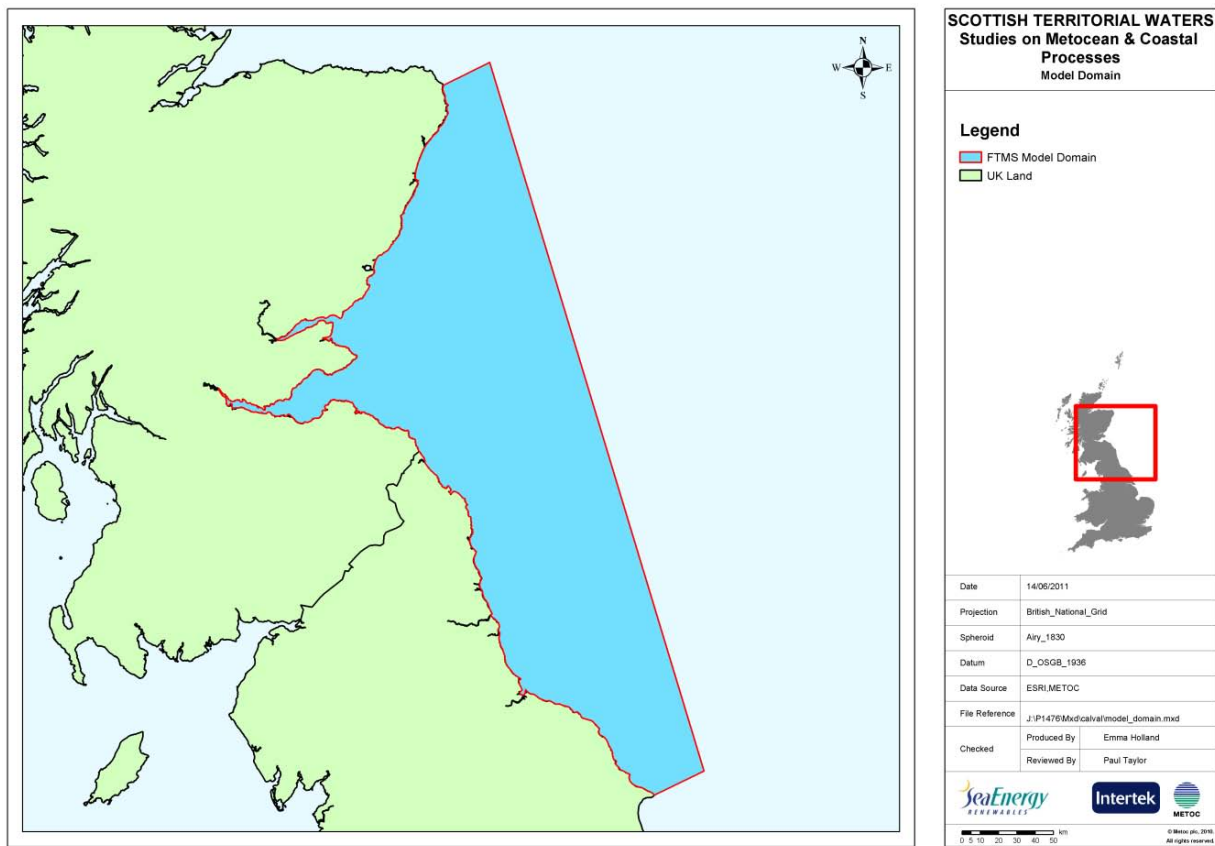 N
W E
S
SCOTTISH TERRITORIAL WATERS
Studies on Metocean & Coastal
Processes
Model Domain
Legend
FTMS Model Domain
UK Land
Date 14/06/2011
Projection British_National_Grid
Spheroid Airy_1830
Datum D_OSGB_1936
Data Source ESRI,METOC
File Reference J:\P1476\Mxd\calval\model_domain.mxd
Checked
Produced By Emma Holland
Reviewed By Paul Taylor
SeaEnergy
RENEWABLES
Intertek
METOC
km
0 5 10 20 30 40 50
© Metoc plc, 2010.
All rights reserved.